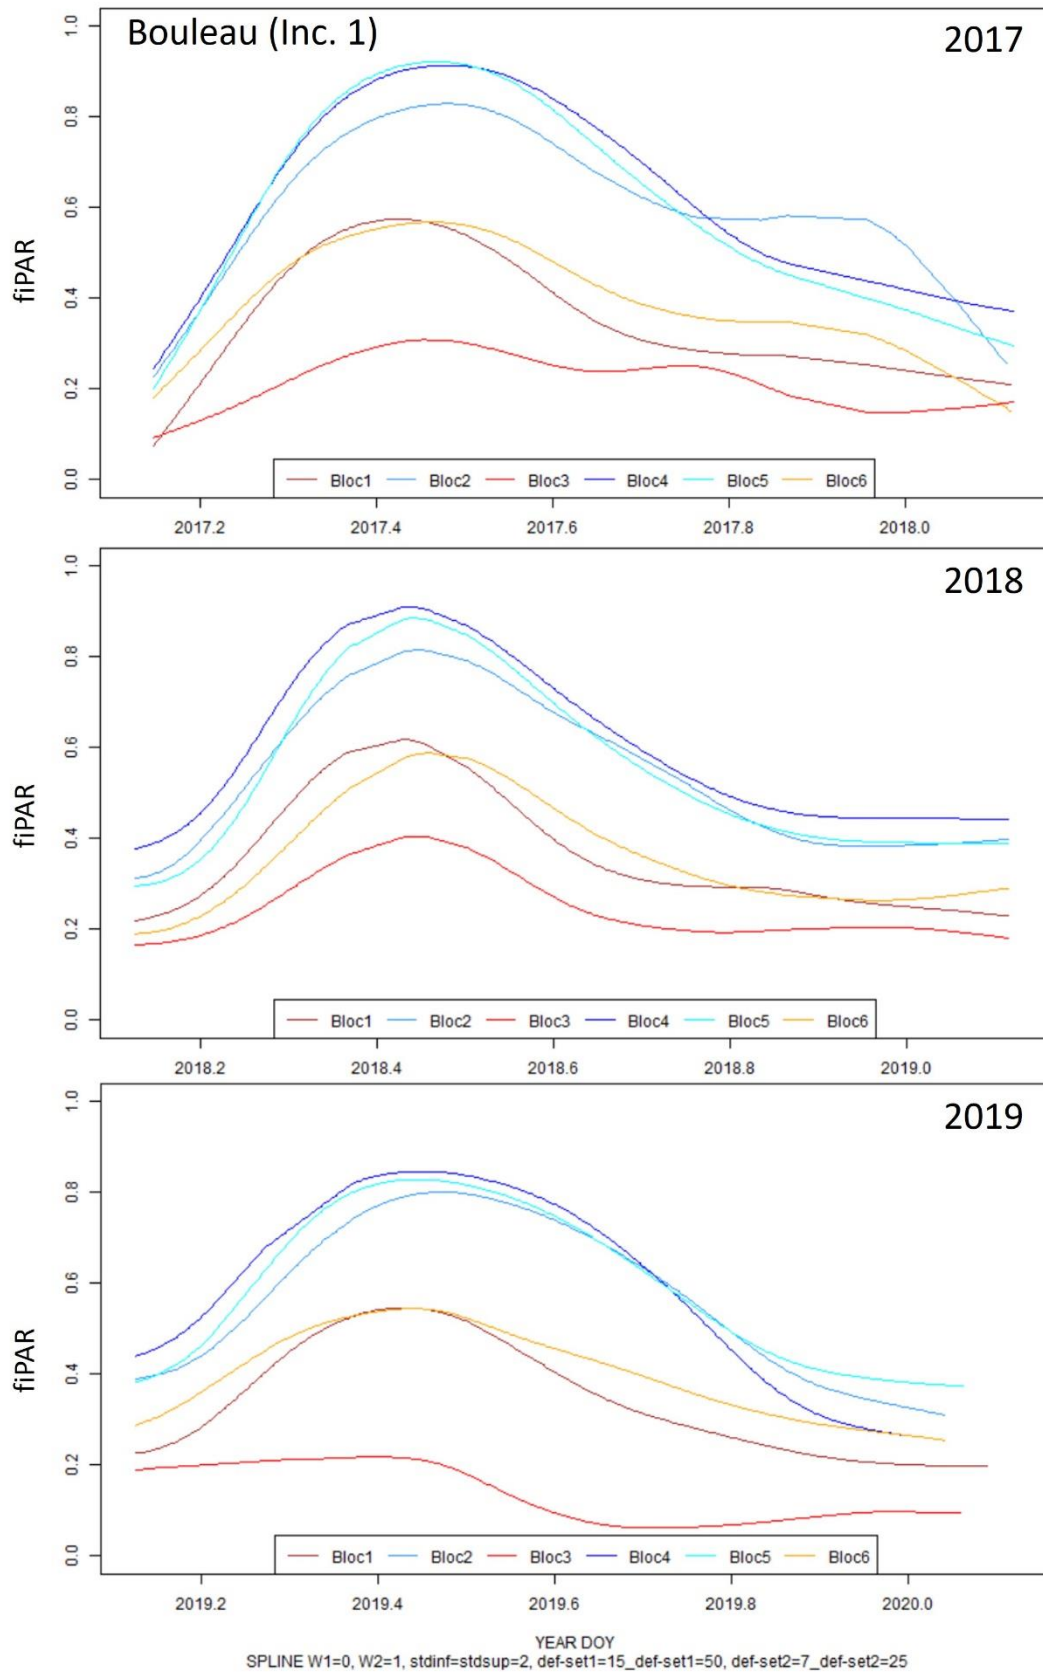 Bouleau (Inc. 1)
2017
fiPAR
1.0
0.8
0.6
0.4
0.2
0.0
Bloc1 Bloc2 Bloc3 Bloc4 Bloc5 Bloc6
2017.2 2017.4 2017.6 2017.8 2018.0
2018
fiPAR
1.0
0.8
0.6
0.4
0.2
0.0
Bloc1 Bloc2 Bloc3 Bloc4 Bloc5 Bloc6
2018.2 2018.4 2018.6 2018.8 2019.0
2019
fiPAR
1.0
0.8
0.6
0.4
0.2
0.0
Bloc1 Bloc2 Bloc3 Bloc4 Bloc5 Bloc6
2019.2 2019.4 2019.6 2019.8 2020.0
YEAR DOY
SPLINE W1=0, W2=1, stdinf=stdsup=2, def-set1=15_def-set1=50, def-set2=7_def-set2=25